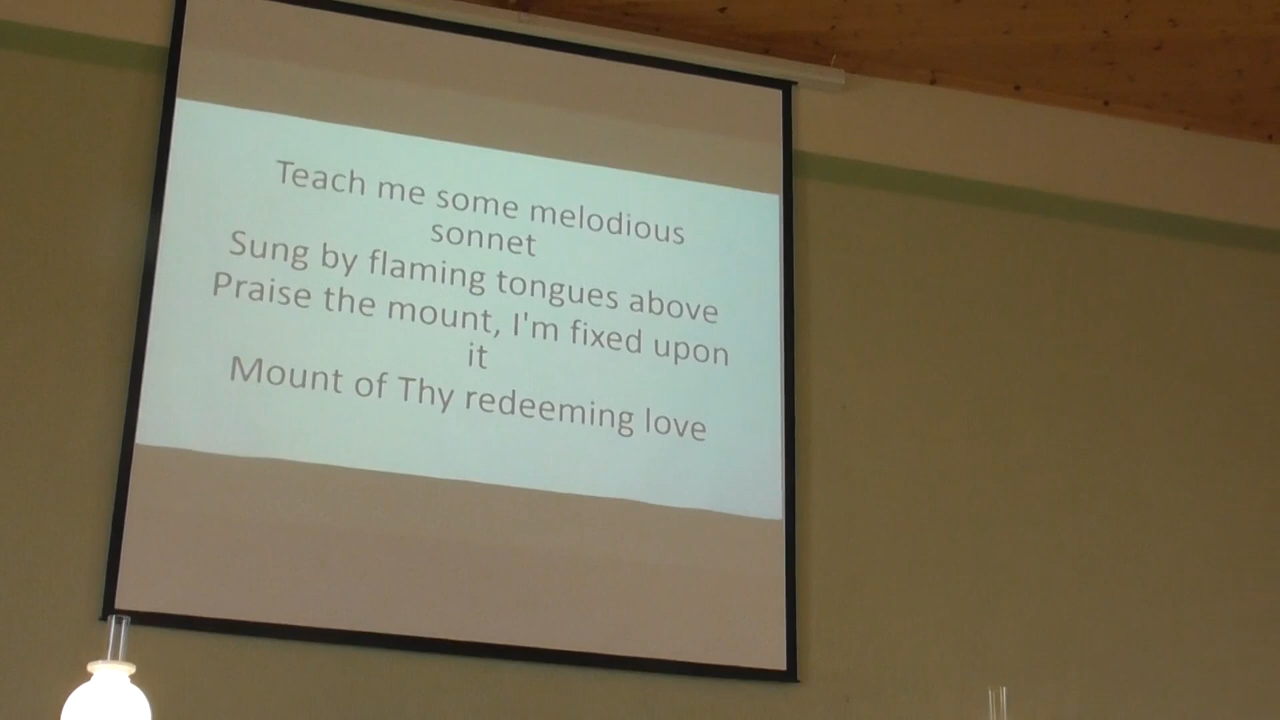 Teach me some melodious
sonnet
Sung by flaming tongues above
Praise the mount, I'm fixed upon
it
Mount of Thy redeeming love